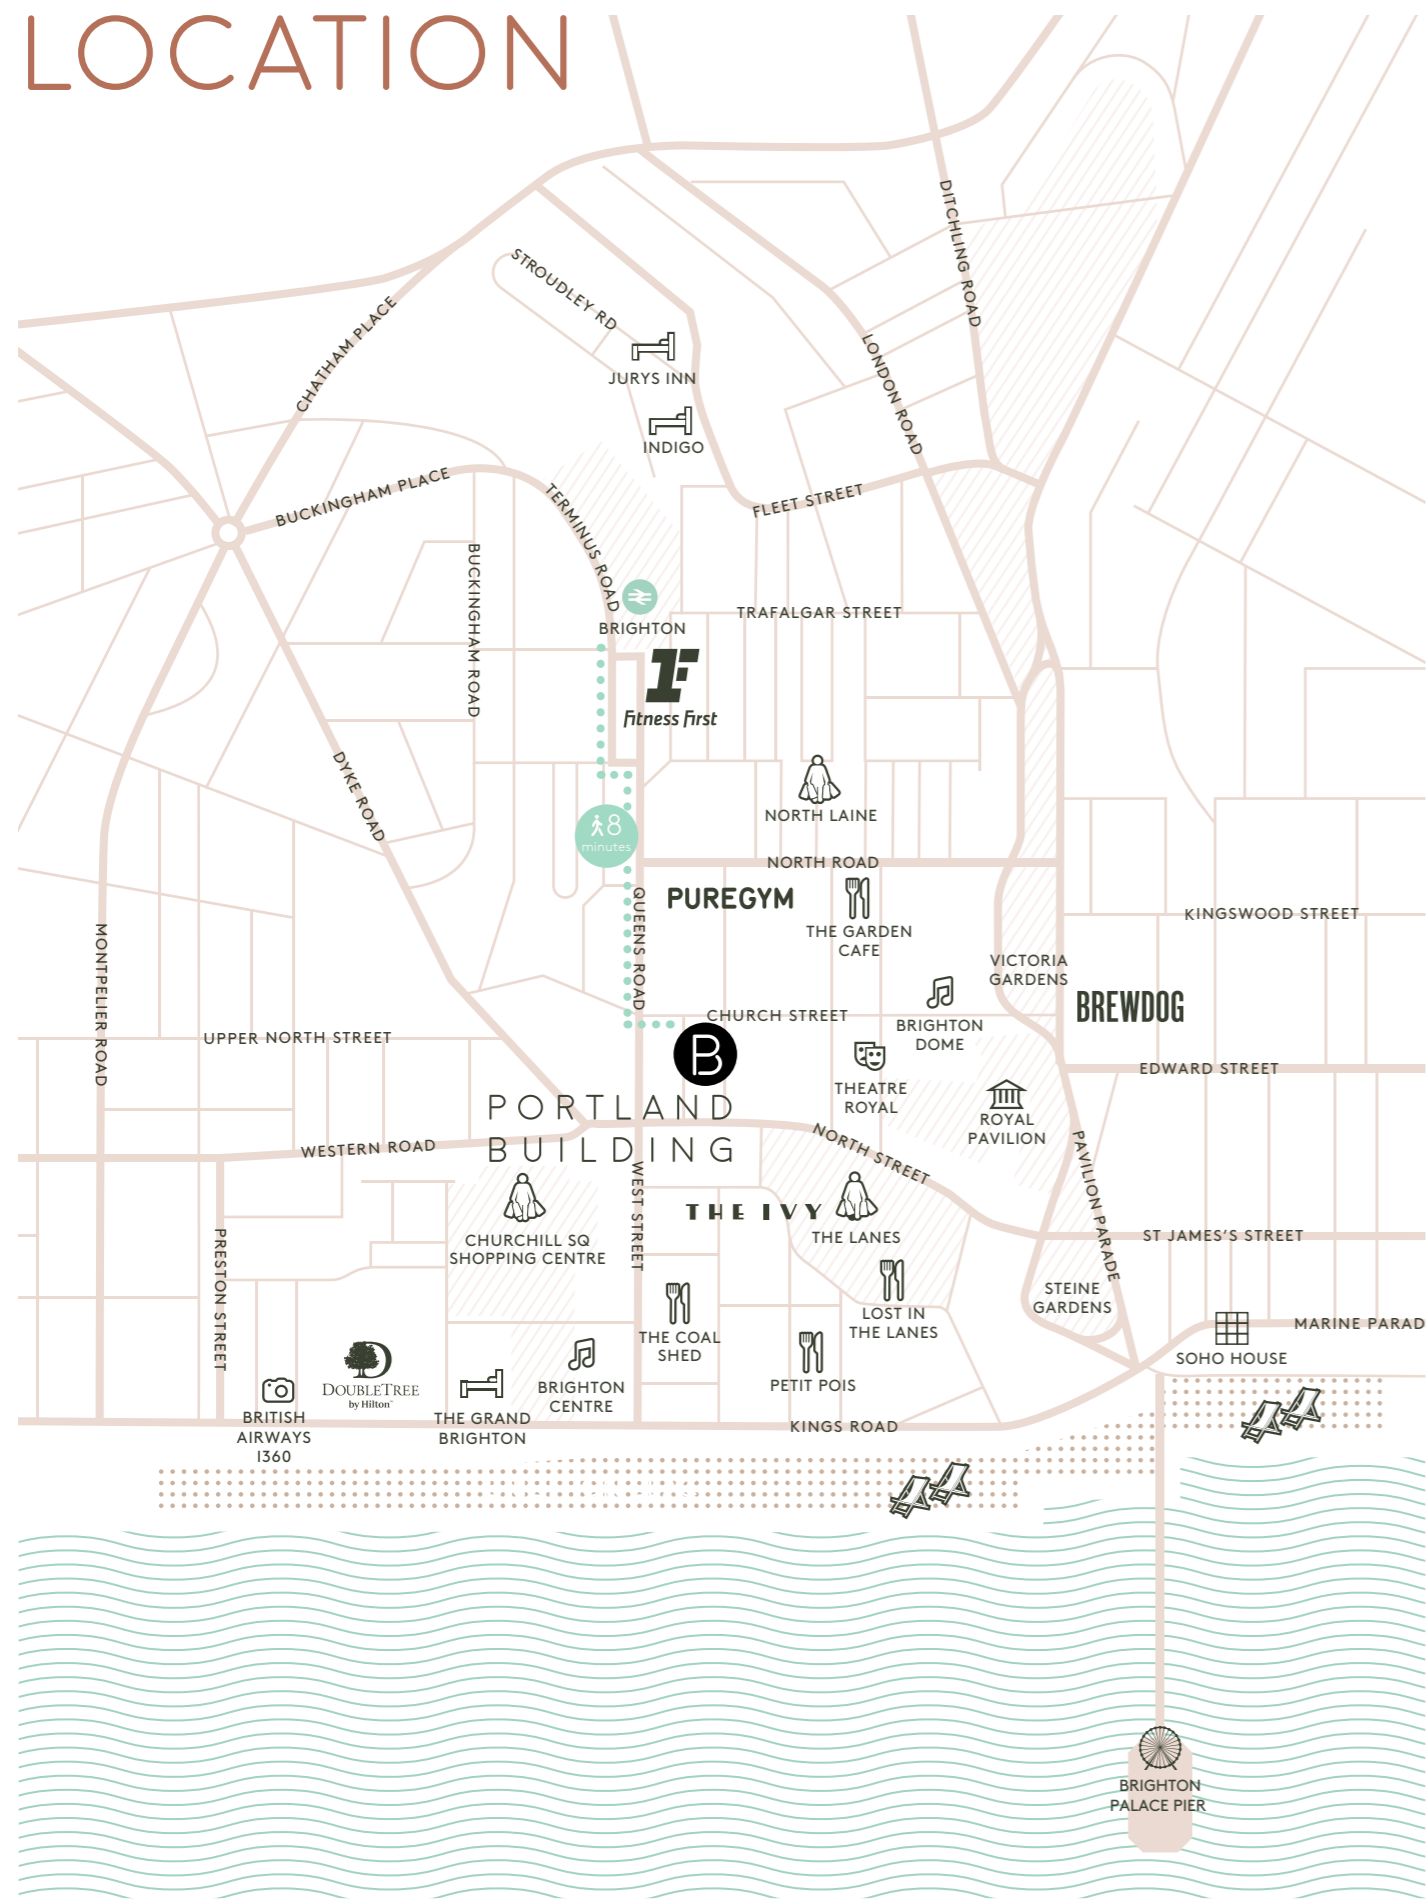 LOCATION
DITCHLING ROAD
STROUDLEY RD
CHATHAM PLACE
LONDON ROAD
JURYS INN
INDIGO
BUCKINGHAM PLACE
FLEET STREET
TERMINUS ROAD
BUCKINGHAM ROAD
TRAFALGAR STREET
BRIGHTON
F
Fitness First
DYKE ROAD
NORTH LAINE
8
minutes
NORTH ROAD
QUEENS ROAD
PUREGYM
THE GARDEN
CAFE
KINGSWOOD STREET
MONTPELIER ROAD
VICTORIA
GARDENS
BREWDOG
CHURCH STREET
BRIGHTON
DOME
UPPER NORTH STREET
B
EDWARD STREET
THEATRE
ROYAL
PORTLAND
BUILDING
ROYAL
PAVILION
NORTH STREET
WESTERN ROAD
PAVILION PARADE
WEST STREET
THE IVY
THE LANES
CHURCHILL SQ
SHOPPING CENTRE
ST JAMES'S STREET
PRESTON STREET
STEINE
GARDENS
LOST IN
THE LANES
THE COAL
SHED
MARINE PARAD
SOHO HOUSE
D
DOUBLETREE
by Hilton™
BRIGHTON
CENTRE
PETIT POIS
BRITISH
AIRWAYS
I360
THE GRAND
BRIGHTON
KINGS ROAD
BRIGHTON
PALACE PIER